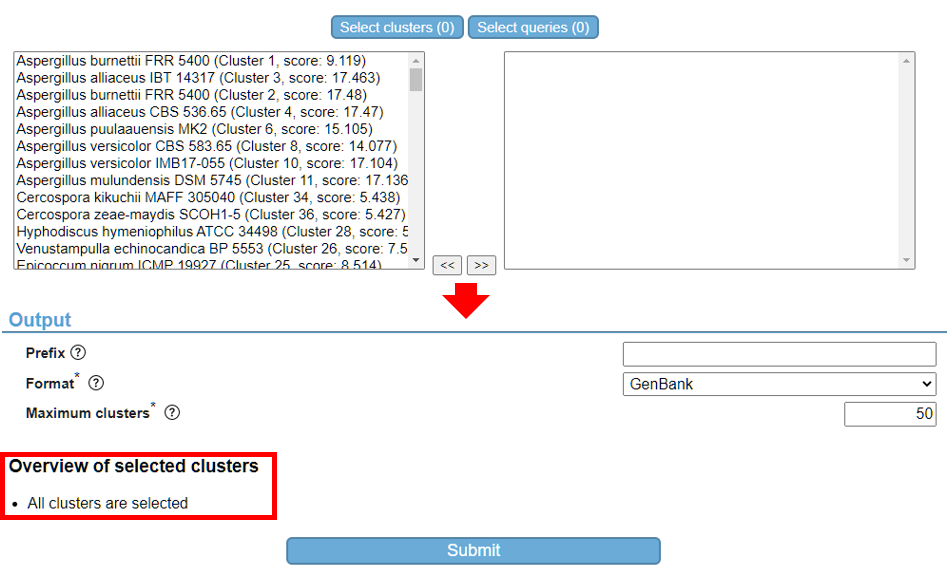 Select clusters (0) Select queries (0)
Aspergillus burnettii FRR 5400 (Cluster 1, score: 9.119)
Aspergillus alliaceus IBT 14317 (Cluster 3, score: 17.463)
Aspergillus burnettii FRR 5400 (Cluster 2, score: 17.48)
Aspergillus alliaceus CBS 536.65 (Cluster 4, score: 17.47)
Aspergillus puulaauensis MK2 (Cluster 6, score: 15.105)
Aspergillus versicolor CBS 583.65 (Cluster 8, score: 14.077)
Aspergillus versicolor IMB17-055 (Cluster 10, score: 17.104)
Aspergillus mulundensis DSM 5745 (Cluster 11, score: 17.136
Cercospora kikuchii MAFF 305040 (Cluster 34, score: 5.438)
Cercospora zeae-maydis SCOH1-5 (Cluster 36, score: 5.427)
Hyphodiscus hymeniophilus ATCC 34498 (Cluster 28, score: 5
Venustampulla echinocandica BP 5553 (Cluster 26, score: 7.5
Epicoccum nigrum ICMP 19927 (Cluster 25, score: 8.514)
<< >>
Output
Prefix ?
Format* ?
GenBank
Maximum clusters* ?
50
Overview of selected clusters
• All clusters are selected
Submit